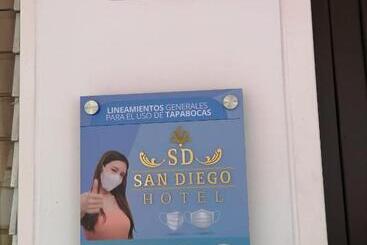 LINEAMIENTOS GENERALES
PARA EL USO DE TAPABOCAS
SD
SAN DIEGO
HOTEL